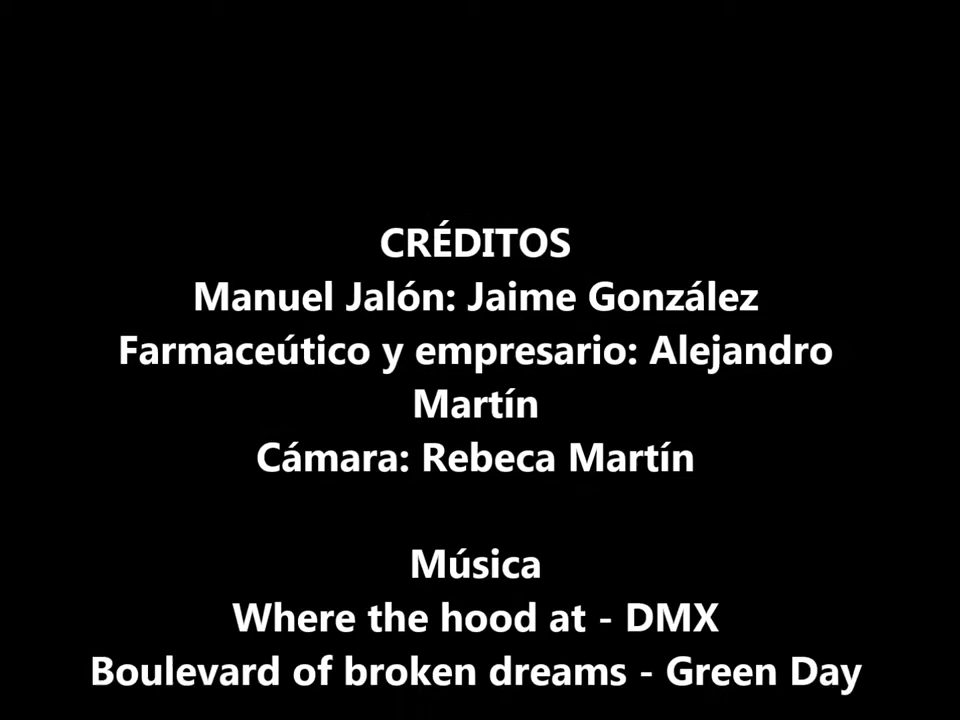 CRÉDITOS
Manuel Jalón: Jaime González
Farmaceútico y empresario: Alejandro
Martín
Cámara: Rebeca Martín
Música
Where the hood at - DMX
Boulevard of broken dreams - Green Day